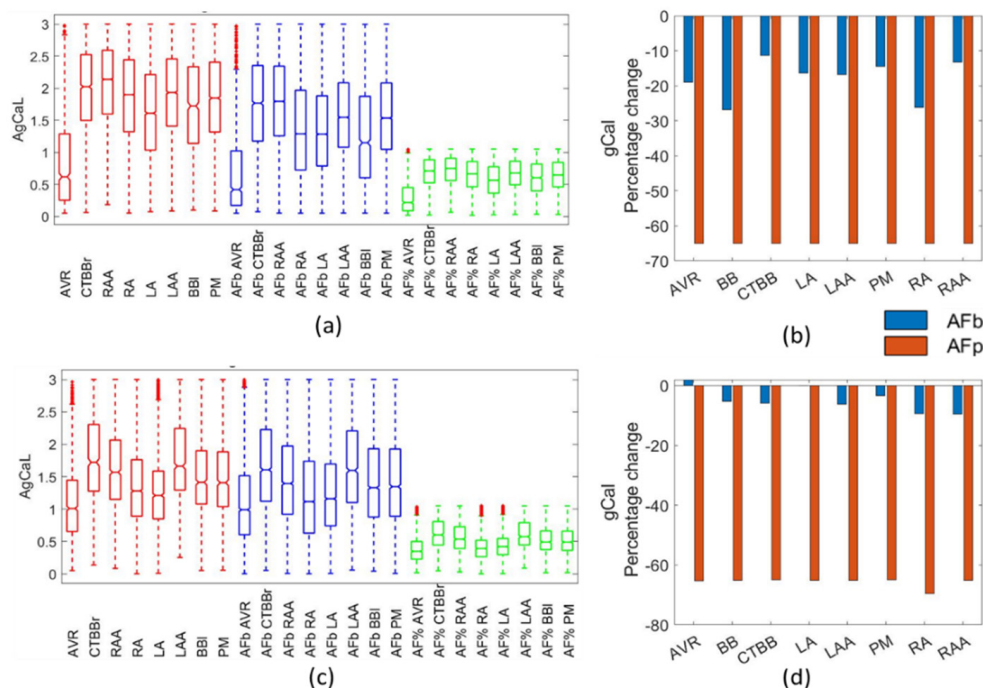 3
2.5
2
1.5
1
0.5
0
AgCaL
AVR
CTBBr
RAA
RA
LA
LAA
BBI
PM
AFb AVR
AFb CTBBr
AFb RAA
AFb RA
AFb LA
AFb LAA
AFb BBI
AFb PM
AF% AVR
AF% CTBBr
AF% RAA
AF% RA
AF% LA
AF% LAA
AF% BBI
AF% PM
(a)
0
-10
-20
-30
-40
-50
-60
-70
gCal
Percentage change
AVR
BB
CTBB
LA
LAA
PM
RA
RAA
(b)
AFb
AFp
3
2.5
2
1.5
1
0.5
0
AgCaL
AVR
CTBBr
RAA
RA
LA
LAA
BBI
PM
AFb AVR
AFb CTBBr
AFb RAA
AFb RA
AFb LA
AFb LAA
AFb BBI
AFb PM
AF% AVR
AF% CTBBr
AF% RAA
AF% RA
AF% LA
AF% LAA
AF% BBI
AF% PM
(c)
0
-20
-40
-60
-80
gCal
Percentage change
AVR
BB
CTBB
LA
LAA
PM
RA
RAA
(d)